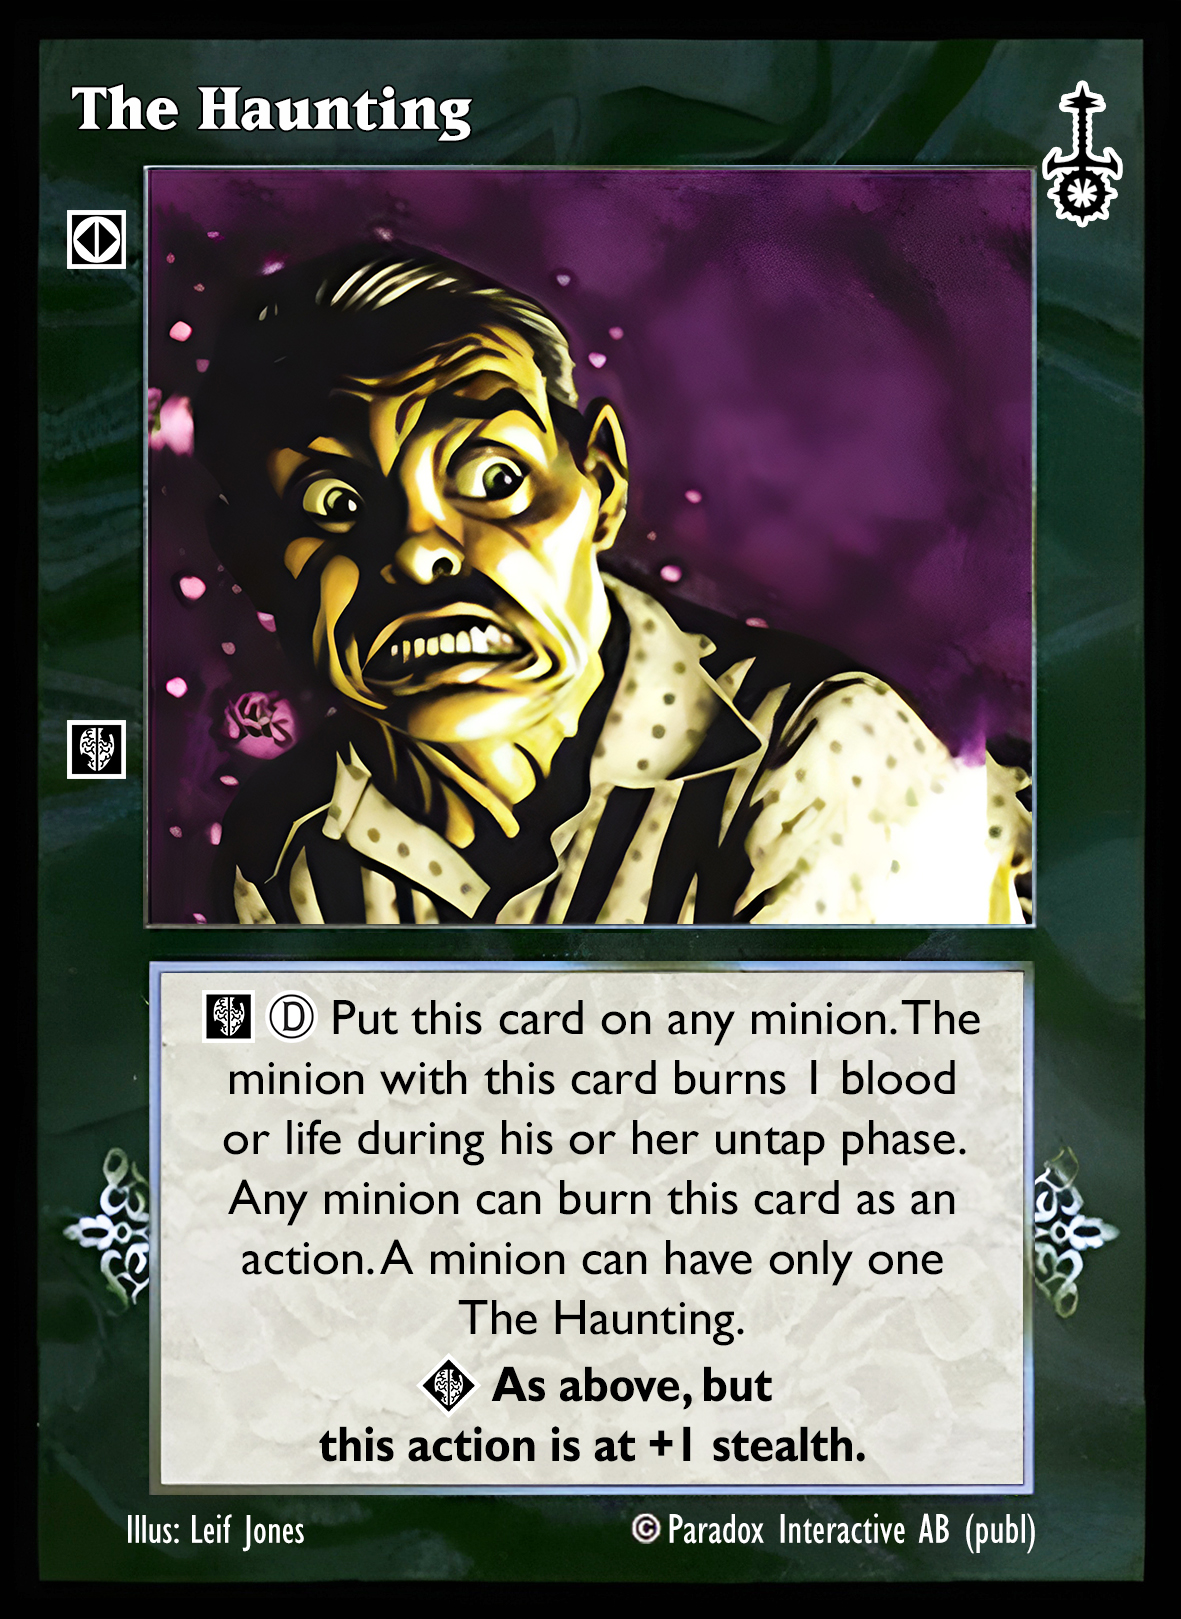 The Haunting
D Put this card on any minion. The
minion with this card burns 1 blood
or life during his or her untap phase.
Any minion can burn this card as an
action. A minion can have only one
The Haunting.
As above, but
this action is at +1 stealth.
Illus: Leif Jones
© Paradox Interactive AB (publ)